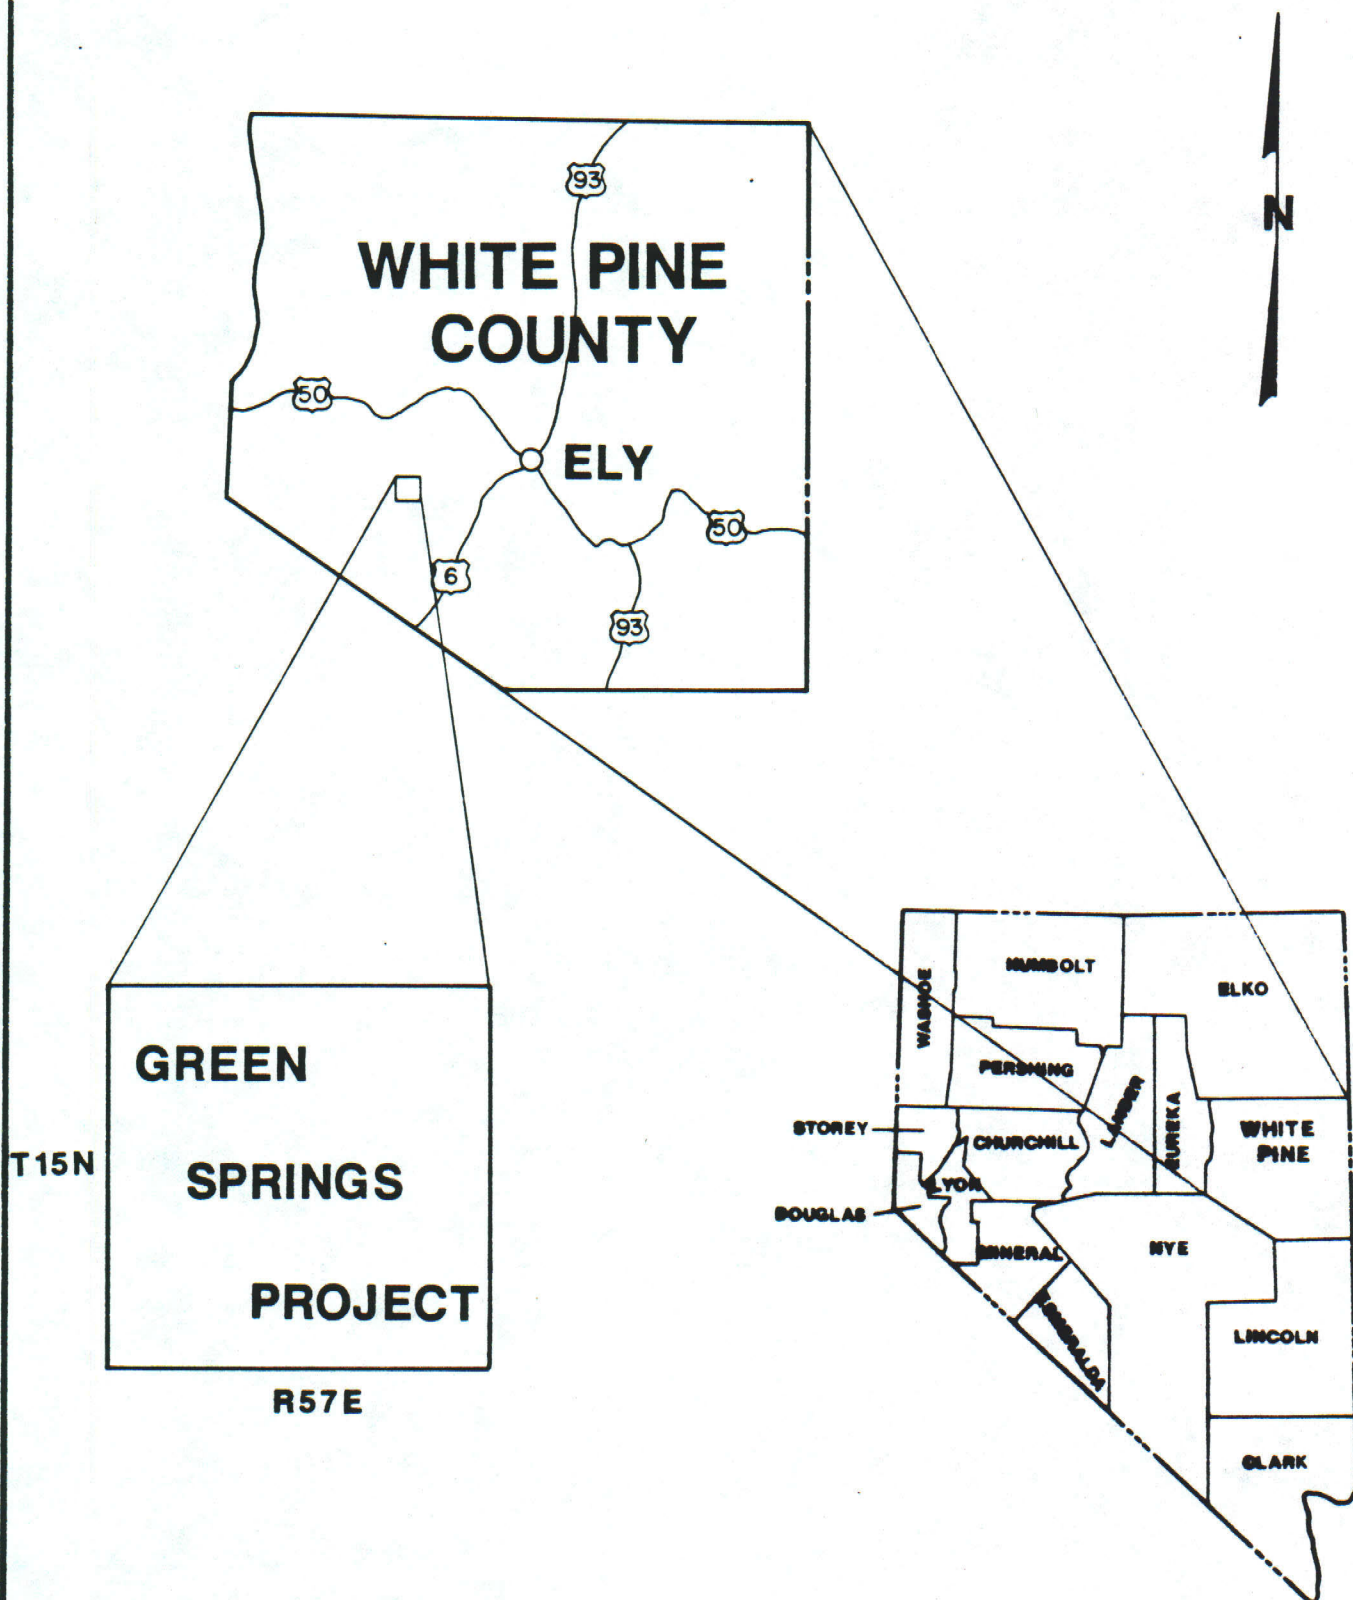 93
N
WHITE PINE
COUNTY
50
ELY
50
6
93
HUMBOLT
ELKO
WASHOE
PERSHING
LANDER
EUREKA
STOREY
CHURCHILL
WHITE
PINE
T15N
LYON
DOUGLAS
MINERAL
NYE
ESMERALDA
LINCOLN
CLARK
GREEN
SPRINGS
PROJECT
R57E